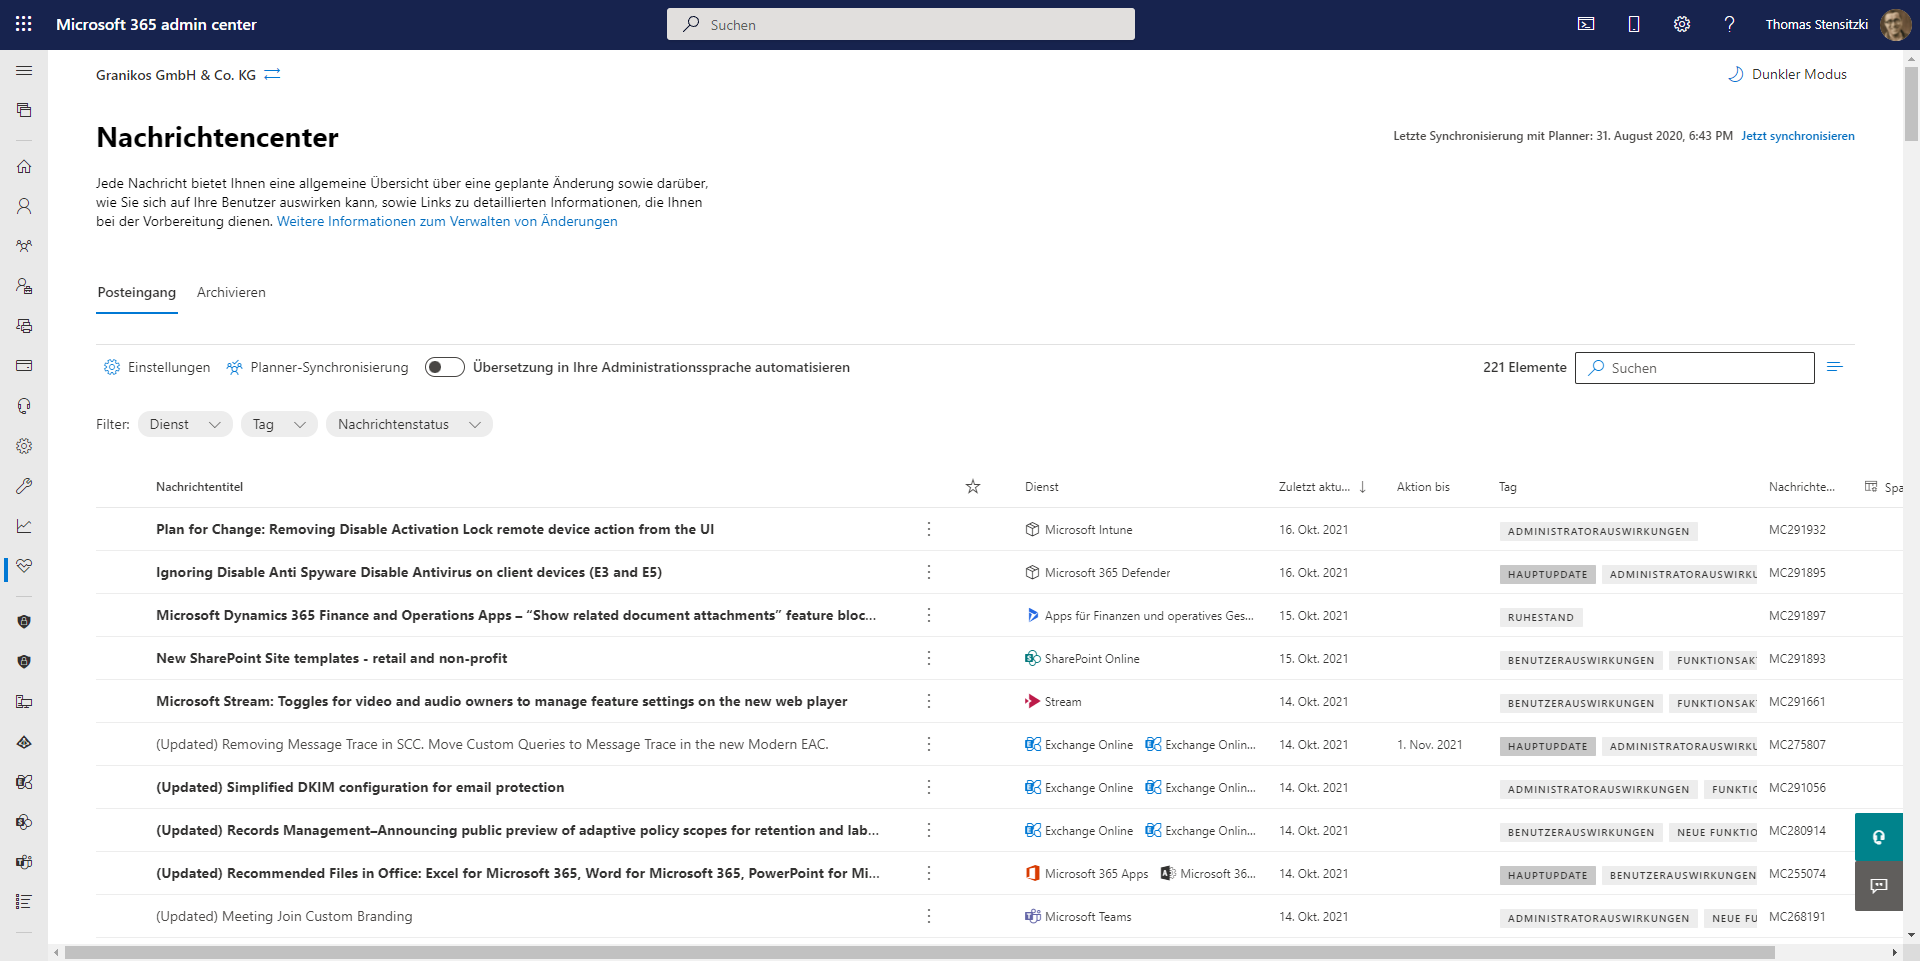 Microsoft 365 admin center
Suchen
Thomas Stensitzki
Granikos GmbH & Co. KG
Dunkler Modus
Nachrichtencenter
Letzte Synchronisierung mit Planner: 31. August 2020, 6:43 PM Jetzt synchronisieren
Jede Nachricht bietet Ihnen eine allgemeine Übersicht über eine geplante Änderung sowie darüber,
wie Sie sich auf Ihre Benutzer auswirken kann, sowie Links zu detaillierten Informationen, die Ihnen
bei der Vorbereitung dienen. Weitere Informationen zum Verwalten von Änderungen
Posteingang Archivieren
Einstellungen Planner-Synchronisierung Übersetzung in Ihre Administrationssprache automatisieren 221 Elemente Suchen
Filter: Dienst Tag Nachrichtenstatus
Nachrichtentitel Dienst Zuletzt aktu... Aktion bis Tag Nachrichte... Spa
Plan for Change: Removing Disable Activation Lock remote device action from the UI Microsoft Intune 16. Okt. 2021 ADMINISTRATORAUSWIRKUNGEN MC291932
Ignoring Disable Anti Spyware Disable Antivirus on client devices (E3 and E5) Microsoft 365 Defender 16. Okt. 2021 HAUPTUPDATE ADMINISTRATORAUSWIRKU MC291895
Microsoft Dynamics 365 Finance and Operations Apps – “Show related document attachments” feature bloc... Apps für Finanzen und operatives Ges... 15. Okt. 2021 RUHESTAND MC291897
New SharePoint Site templates - retail and non-profit SharePoint Online 15. Okt. 2021 BENUTZERAUSWIRKUNGEN FUNKTIONSAK MC291893
Microsoft Stream: Toggles for video and audio owners to manage feature settings on the new web player Stream 14. Okt. 2021 BENUTZERAUSWIRKUNGEN FUNKTIONSAK MC291661
(Updated) Removing Message Trace in SCC. Move Custom Queries to Message Trace in the new Modern EAC. Exchange Online Exchange Onlin... 14. Okt. 2021 1. Nov. 2021 HAUPTUPDATE ADMINISTRATORAUSWIRKU MC275807
(Updated) Simplified DKIM configuration for email protection Exchange Online Exchange Onlin... 14. Okt. 2021 ADMINISTRATORAUSWIRKUNGEN FUNKTIO MC291056
(Updated) Records Management–Announcing public preview of adaptive policy scopes for retention and lab... Exchange Online Exchange Onlin... 14. Okt. 2021 BENUTZERAUSWIRKUNGEN NEUE FUNKTIO MC280914
(Updated) Recommended Files in Office: Excel for Microsoft 365, Word for Microsoft 365, PowerPoint for Mi... Microsoft 365 Apps Microsoft 36... 14. Okt. 2021 HAUPTUPDATE BENUTZERAUSWIRKUNGEN MC255074
(Updated) Meeting Join Custom Branding Microsoft Teams 14. Okt. 2021 ADMINISTRATORAUSWIRKUNGEN NEUE FU MC268191